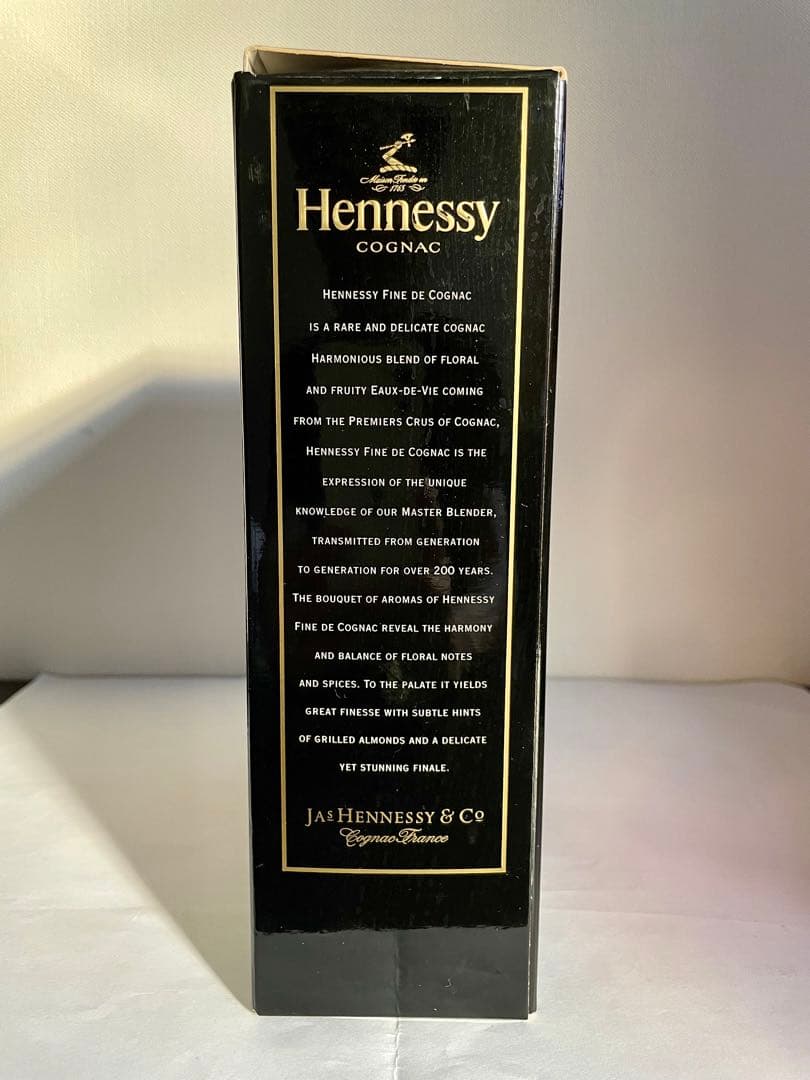 Maison Fondée en
1765
Hennessy
COGNAC
HENNESSY FINE DE COGNAC
IS A RARE AND DELICATE COGNAC
HARMONIOUS BLEND OF FLORAL
AND FRUITY EAUX-DE-VIE COMING
FROM THE PREMIERS CRUS OF COGNAC,
HENNESSY FINE DE COGNAC IS THE
EXPRESSION OF THE UNIQUE
KNOWLEDGE OF OUR MASTER BLENDER,
TRANSMITTED FROM GENERATION
TO GENERATION FOR OVER 200 YEARS.
THE BOUQUET OF AROMAS OF HENNESSY
FINE DE COGNAC REVEAL THE HARMONY
AND BALANCE OF FLORAL NOTES
AND SPICES. TO THE PALATE IT YIELDS
GREAT FINESSE WITH SUBTLE HINTS
OF GRILLED ALMONDS AND A DELICATE
YET STUNNING FINALE.
JAS HENNESSY & CO
Cognac France